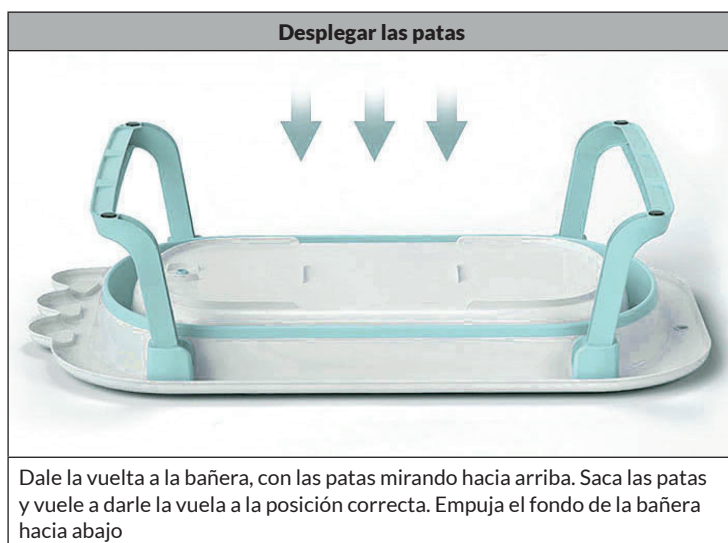 Desplegar las patas
Dale la vuelta a la bañera, con las patas mirando hacia arriba. Saca las patas
y vuele a darle la vuela a la posición correcta. Empuja el fondo de la bañera
hacia abajo